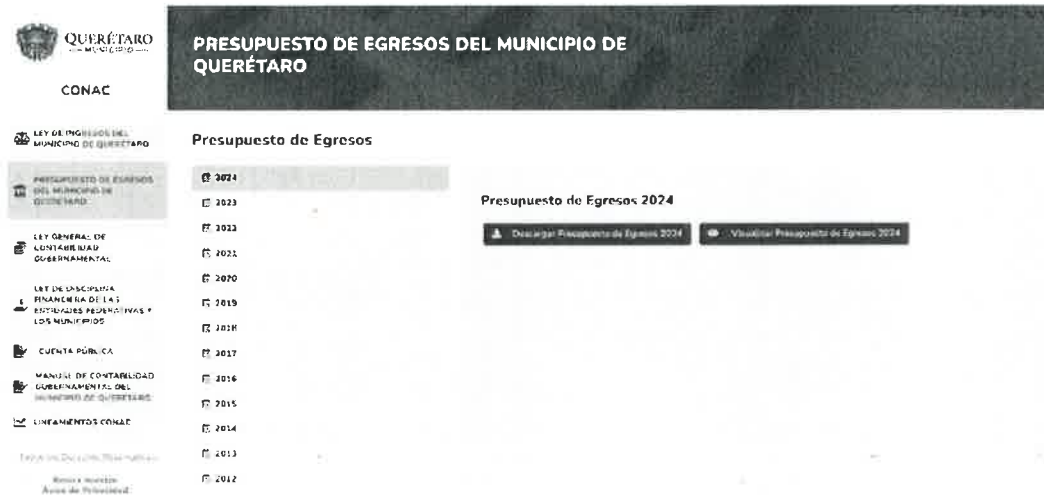 QUERÉTARO
MUNICIPIO
CONAC
LEY DE INGRESOS DEL
MUNICIPIO DE QUERÉTARO
PRESUPUESTO DE EGRESOS
DEL MUNICIPIO DE
QUERÉTARO
LEY GENERAL DE
CONTABILIDAD
GUBERNAMENTAL
LEY DE DISCIPLINA
FINANCIERA DE LAS
ENTIDADES FEDERATIVAS Y
LOS MUNICIPIOS
CUENTA PÚBLICA
MANUAL DE CONTABILIDAD
GUBERNAMENTAL DEL
MUNICIPIO DE QUERÉTARO
LINEAMIENTOS CONAC
Aviso de Privacidad
PRESUPUESTO DE EGRESOS DEL MUNICIPIO DE
QUERÉTARO
Presupuesto de Egresos
2024
2023
2022
2021
2020
2019
2018
2017
2016
2015
2014
2013
2012
Presupuesto de Egresos 2024
Descargar Presupuesto de Egresos 2024
Visualizar Presupuesto de Egresos 2024